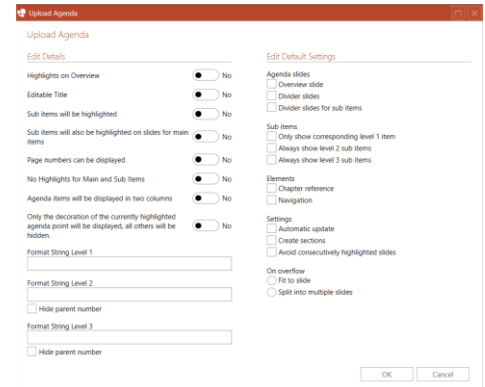 Upload Agenda
Upload Agenda
Edit Details
Highlights on Overview No
Editable Title No
Sub items will be highlighted No
Sub items will also be highlighted on slides for main
items No
Page numbers can be displayed No
No Highlights for Main and Sub Items No
Agenda items will be displayed in two columns No
Only the decoration of the currently highlighted
agenda point will be displayed, all others will be No
hidden.
Format String Level 1
Format String Level 2
Hide parent number
Format String Level 3
Hide parent number
Edit Default Settings
Agenda slides
Overview slide
Divider slides
Divider slides for sub items
Sub items
Only show corresponding level 1 item
Always show level 2 sub items
Always show level 3 sub items
Elements
Chapter reference
Navigation
Settings
Automatic update
Create sections
Avoid consecutively highlighted slides
On overflow
Fit to slide
Split into multiple slides
OK
Cancel